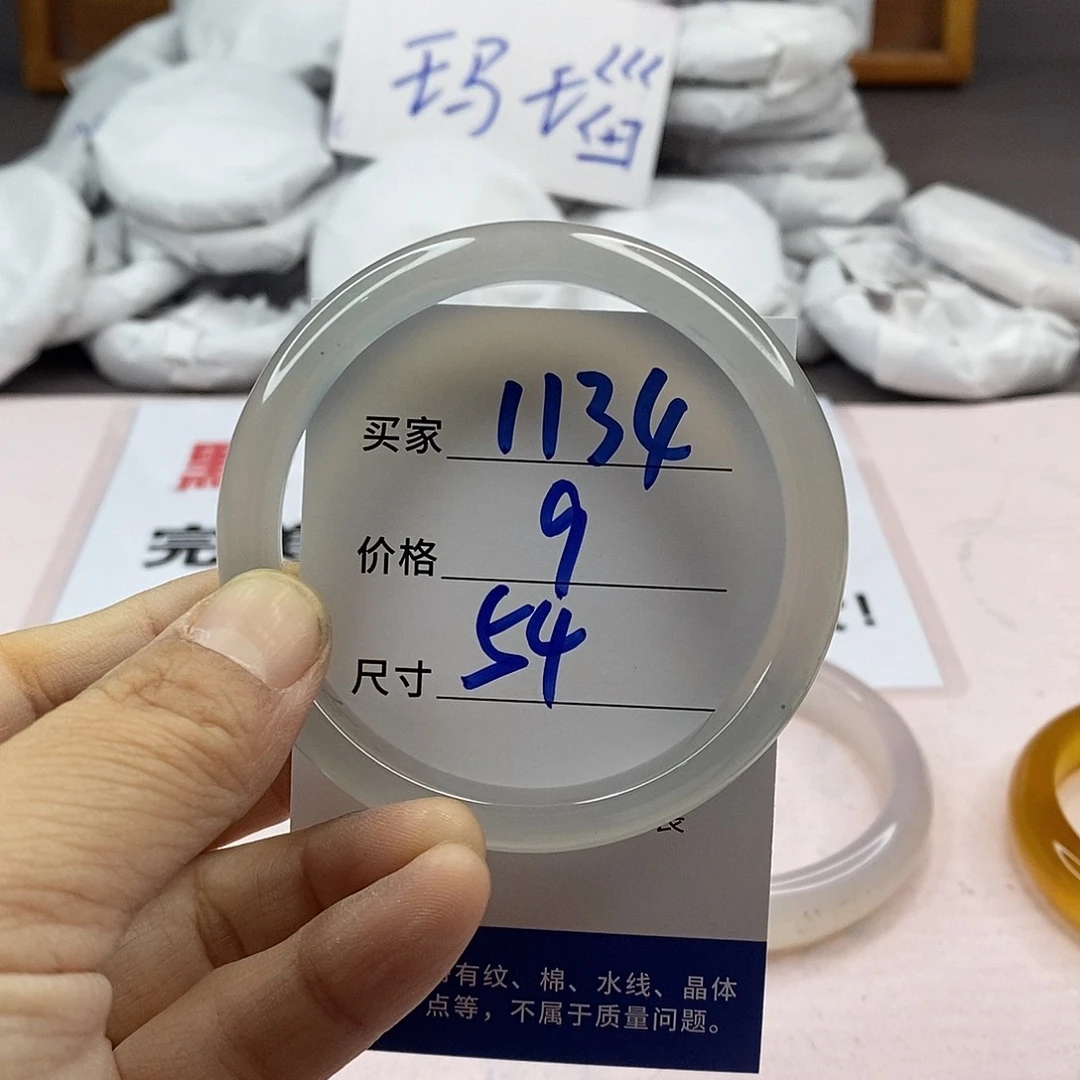 玛瑙
买家 1134
价格 9
尺寸 54
完
!
有纹、棉、水线、晶体
点等，不属于质量问题。